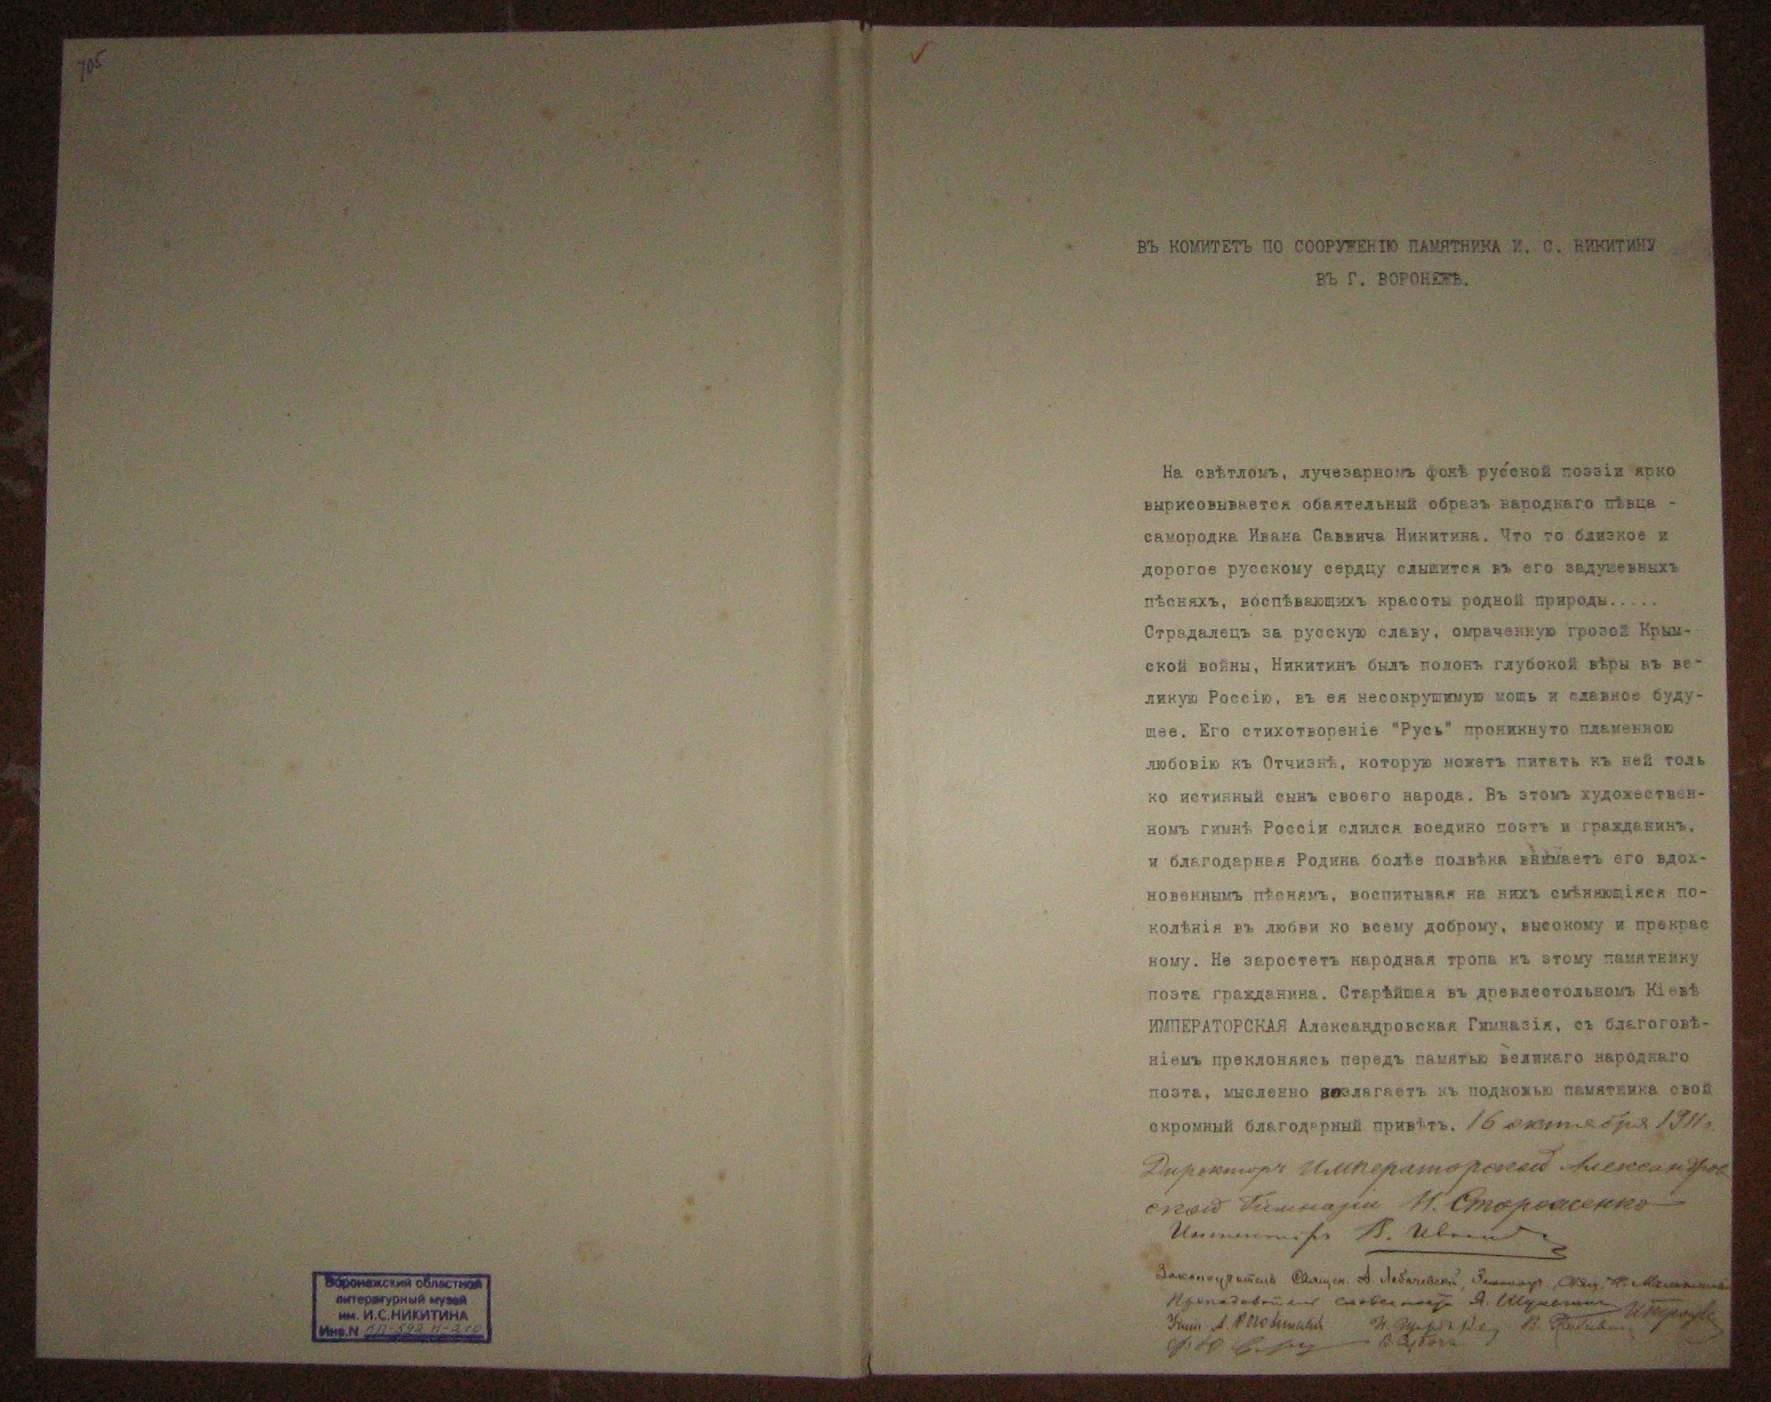 705
Воронежский областной
литературный музей
им. И.С.НИКИТИНА
Инв.N
ВЪ КОМИТЕТЪ ПО СООРУЖЕНІЮ ПАМЯТНИКА И. С. НИКИТИНУ
ВЪ Г. ВОРОНЕЖѢ.
На свѣтломъ, лучезарномъ фонѣ русской поэзіи ярко
вырисовывается обаятельный образъ народнаго пѣвца -
самородка Ивана Саввича Никитина. Что то близкое и
дорогое русскому сердцу слышится въ его задушевныхъ
пѣсняхъ, воспѣвающихъ красоты родной природы.....
Страдалецъ за русскую славу, омраченную грозой Крым-
ской войны, Никитинъ былъ полонъ глубокой вѣры въ ве-
ликую Россію, въ ея несокрушимую мощь и славное буду-
щее. Его стихотвореніе "Русь" проникнуто пламенною
любовію къ Отчизнѣ, которую можетъ питать къ ней толь
ко истинный сынъ своего народа. Въ этомъ художествен-
номъ гимнѣ Россіи слился воедино поэтъ и гражданинъ,
и благодарная Родина болѣе полвѣка внимаетъ его вдох-
новеннымъ пѣснямъ, воспитывая на нихъ смѣняющіяся по-
колѣнія въ любви ко всему доброму, высокому и прекрас
ному. Не заростетъ народная тропа къ этому памятнику
поэта гражданина. Старѣйшая въ древлестольномъ Кіевѣ
ИМПЕРАТОРСКАЯ Александровская Гимназія, съ благоговѣ-
ніемъ преклоняясь передъ памятью великаго народнаго
поэта, мысленно возлагаетъ къ подножью памятника свой
скромный благодарный привѣтъ. 16 октября 1911 г.
Директоръ Императорской Александров
ской Гимназіи Н. Стороженко
Инспекторъ В.
Законоучитель Священ. А.
Преподаватель словесности А.